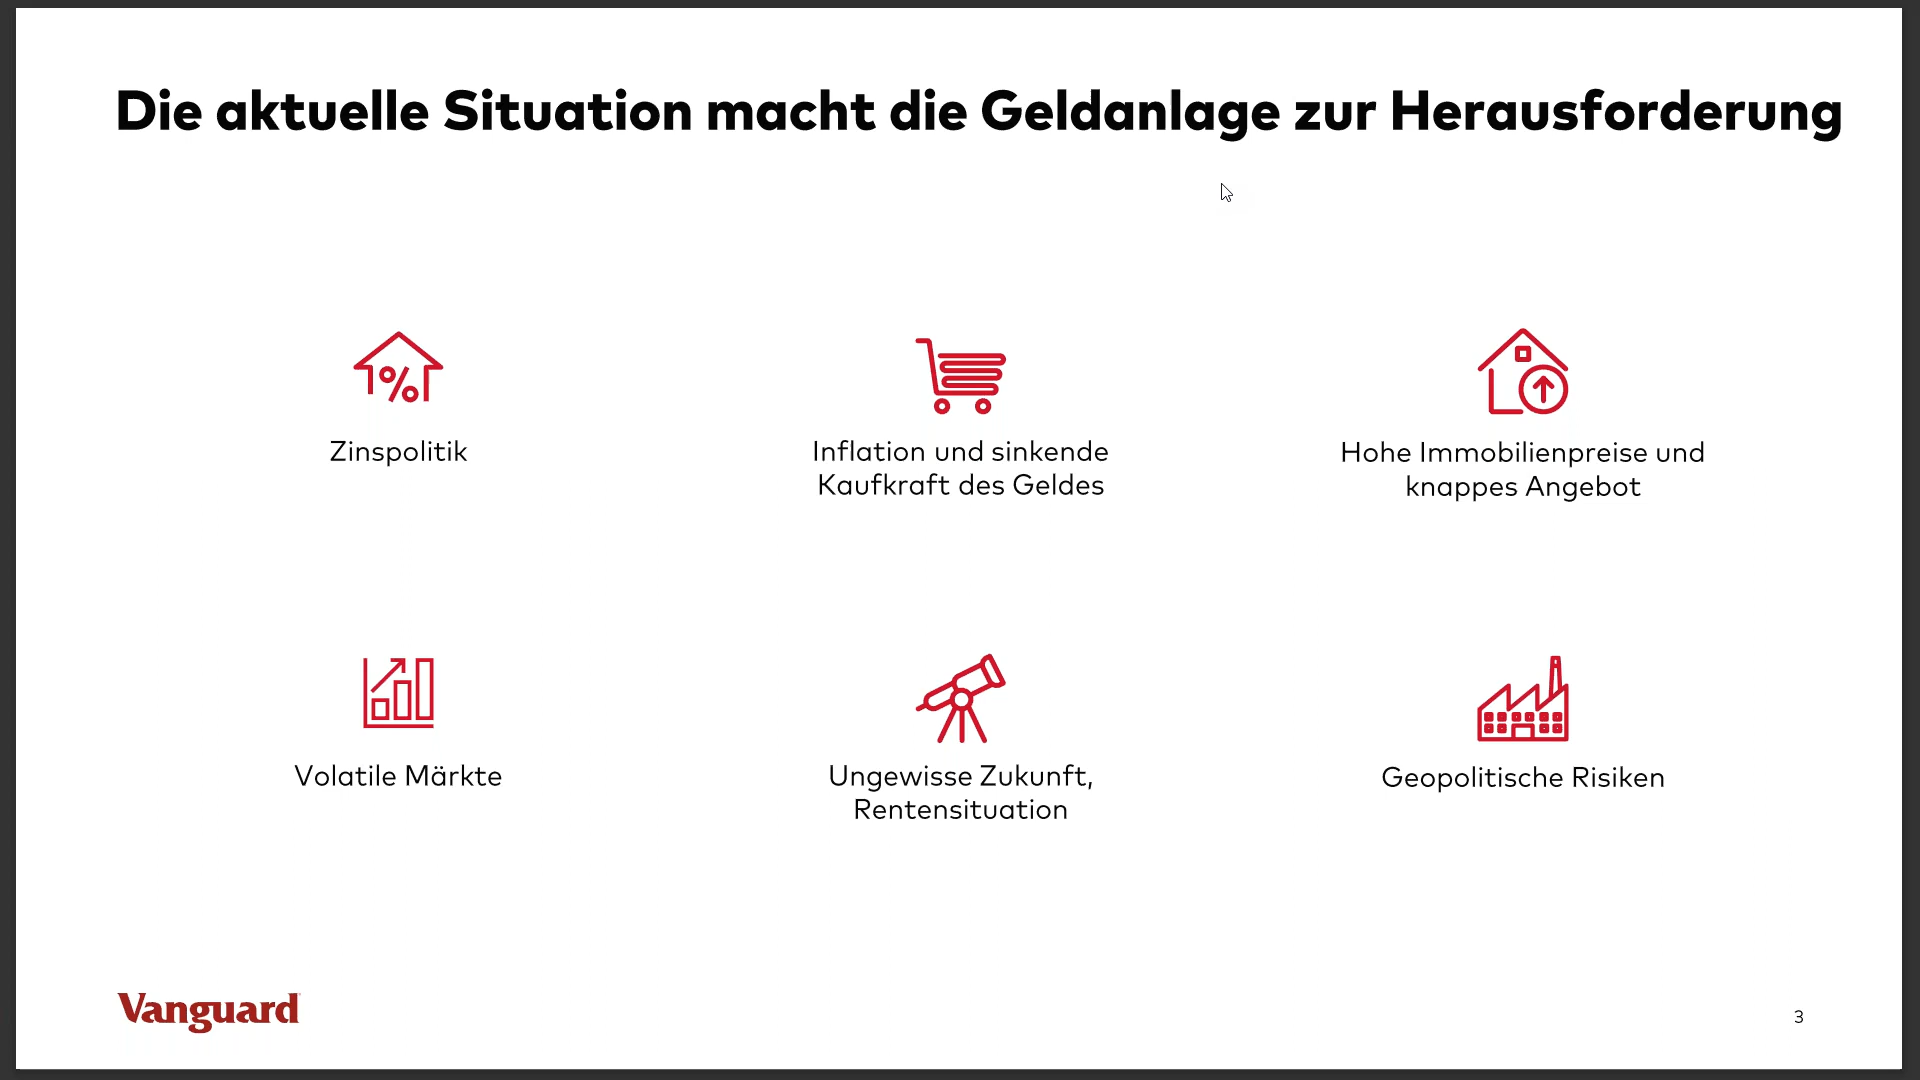 Die aktuelle Situation macht die Geldanlage zur Herausforderung
%
Zinspolitik
Inflation und sinkende
Kaufkraft des Geldes
Hohe Immobilienpreise und
knappes Angebot
Volatile Märkte
Ungewisse Zukunft,
Rentensituation
Geopolitische Risiken
Vanguard
3